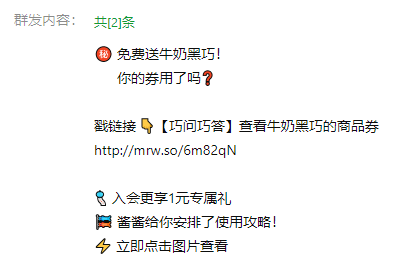 群发内容：
共[2]条
㊙ 免费送牛奶黑巧！
你的券用了吗❓
戳链接👇【巧问巧答】查看牛奶黑巧的商品券
http://mrw.so/6m82qN
入会更享1元专属礼
酱酱给你安排了使用攻略！
⚡ 立即点击图片查看